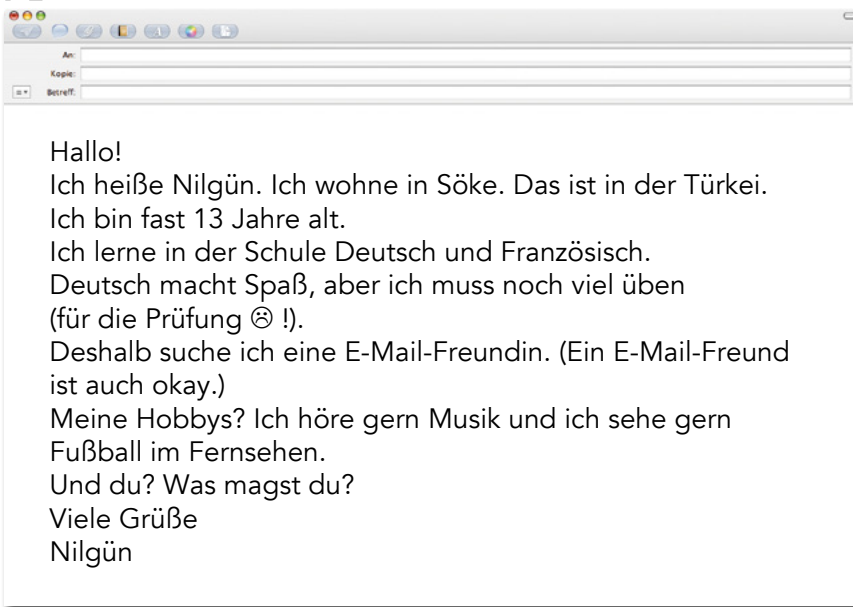 An:
Kopie:
Betreff:
Hallo!
Ich heiße Nilgün. Ich wohne in Söke. Das ist in der Türkei.
Ich bin fast 13 Jahre alt.
Ich lerne in der Schule Deutsch und Französisch.
Deutsch macht Spaß, aber ich muss noch viel üben
(für die Prüfung ☹ !).
Deshalb suche ich eine E-Mail-Freundin. (Ein E-Mail-Freund
ist auch okay.)
Meine Hobbys? Ich höre gern Musik und ich sehe gern
Fußball im Fernsehen.
Und du? Was magst du?
Viele Grüße
Nilgün